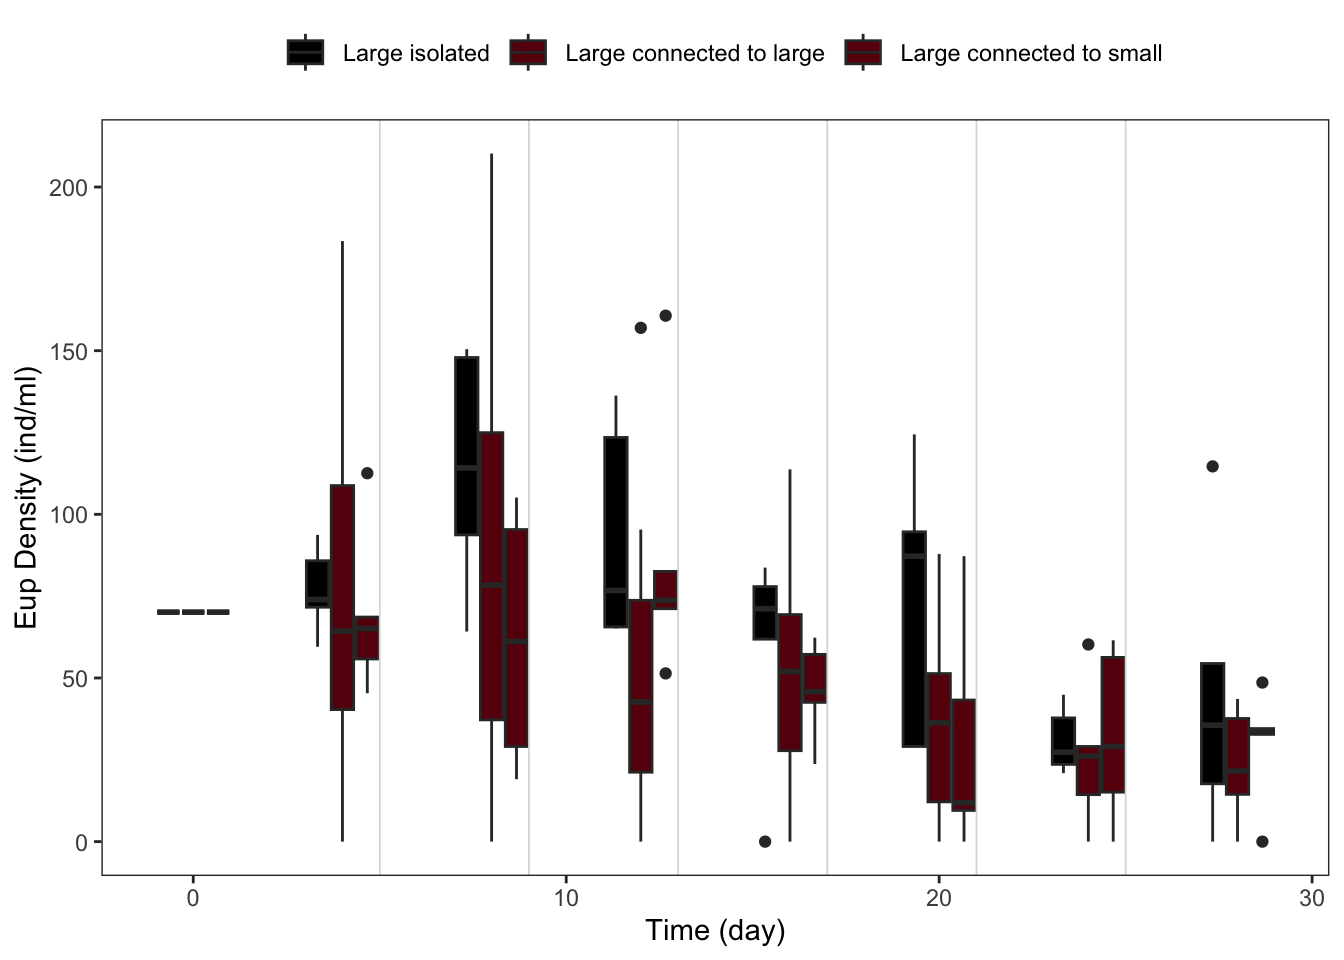 Large isolated Large connected to large Large connected to small
200
150
100
50
0
Eup Density (ind/ml)
0 10 20 30
Time (day)